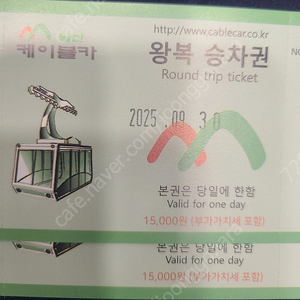 http://www.cablecar.co.kr
남산
케이블카
왕복 승차권
NO
Round trip ticket
2025.09.30
본권은 당일에 한함
Valid for one day
15,000원 (부가가치세 포함)
본권은 당일에 한함
Valid for one day
15,000원 (부가가치세 포함)